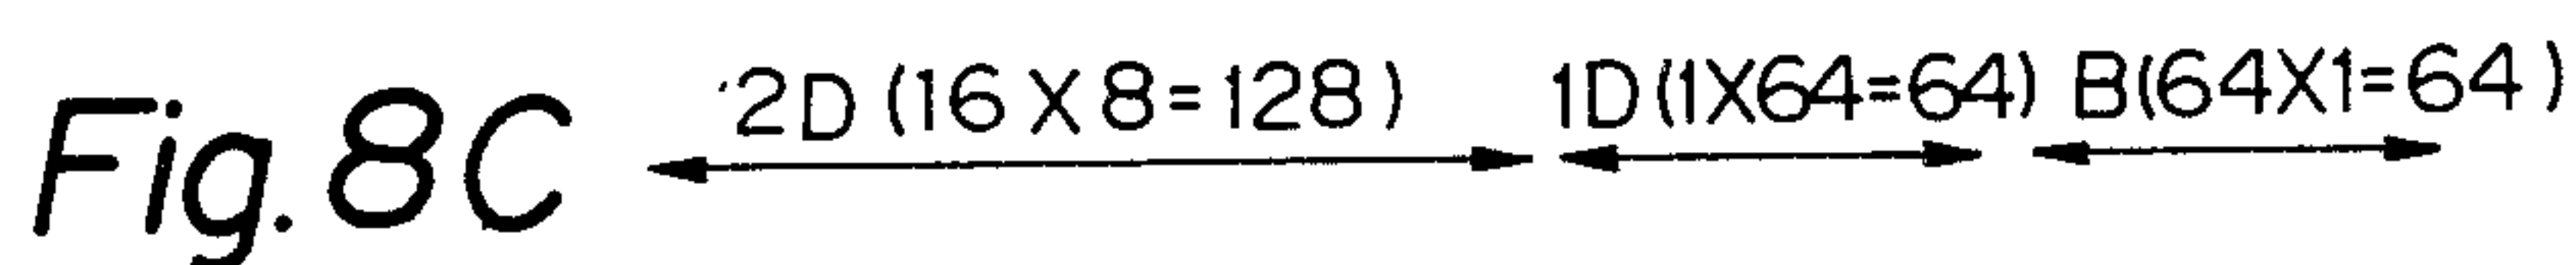 Fig. 8C 2D (16 X 8=128) 1D(1X64=64) B(64X1=64)